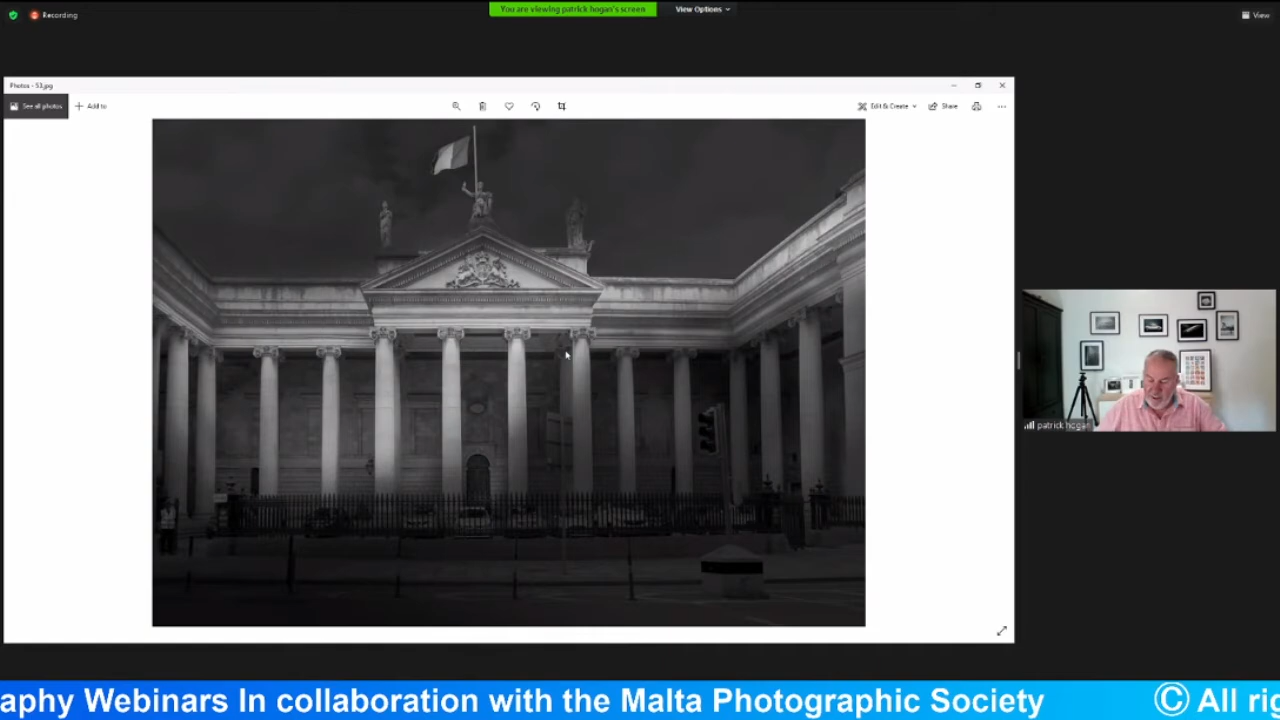 Recording
You are viewing patrick hogan's screen
View Options
View
Photos - 53.jpg
See all photos
Add to
Edit & Create
Share
patrick hogan
aphy Webinars In collaboration with the Malta Photographic Society
© All rig